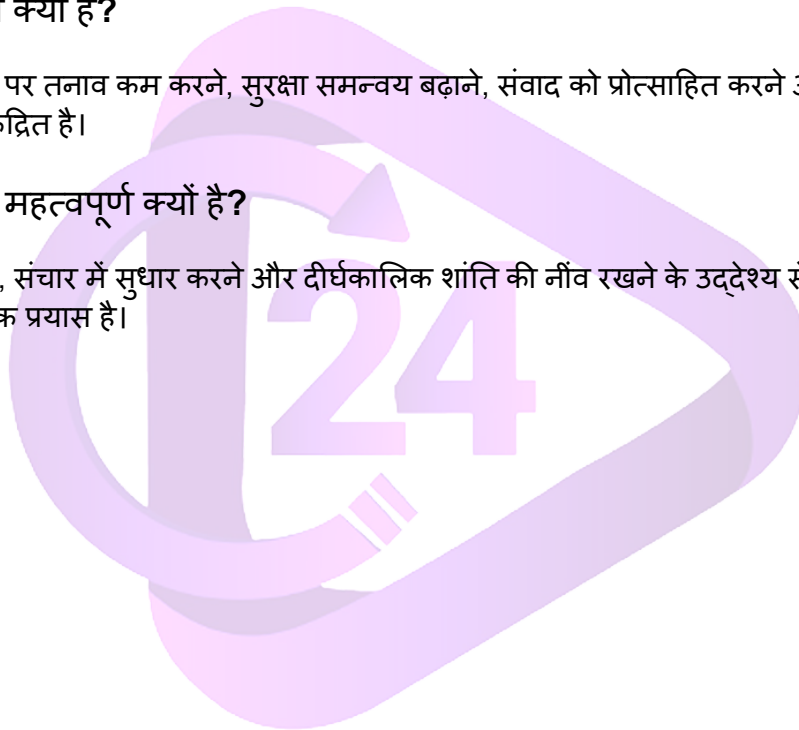 क्या है?
पर तनाव कम करने, सुरक्षा समन्वय बढ़ाने, संवाद को प्रोत्साहित करने
केंद्रित है।
महत्वपूर्ण क्यों है?
, संचार में सुधार करने और दीर्घकालिक शांति की नींव रखने के उद्देश्य से
प्रयास है।
24